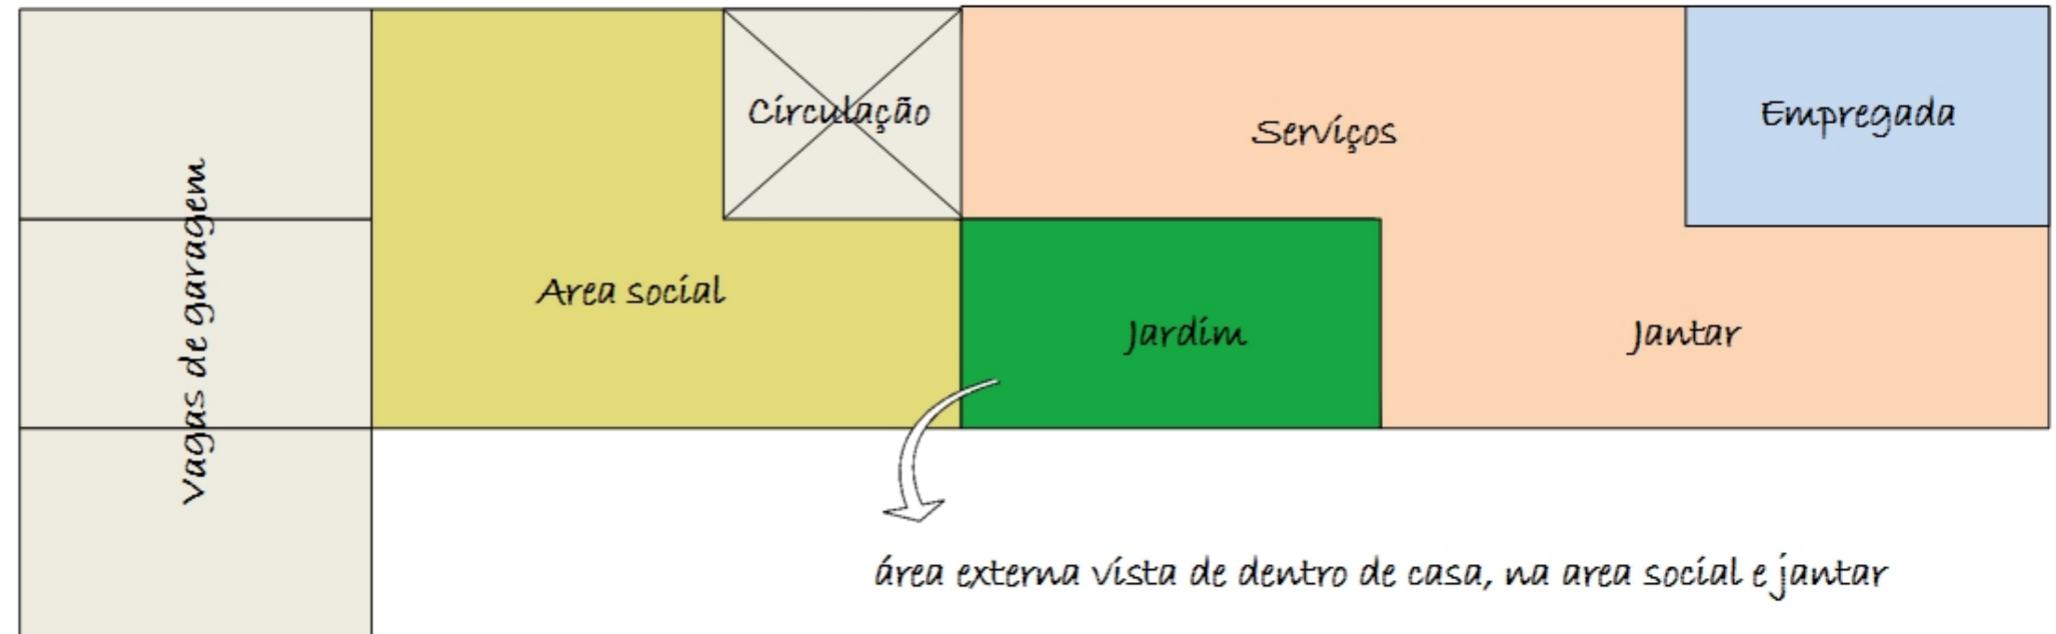 Vagas de garagem
Area social
Circulação
Serviços
Empregada
Jardim
Jantar
área externa vista de dentro de casa, na area social e jantar